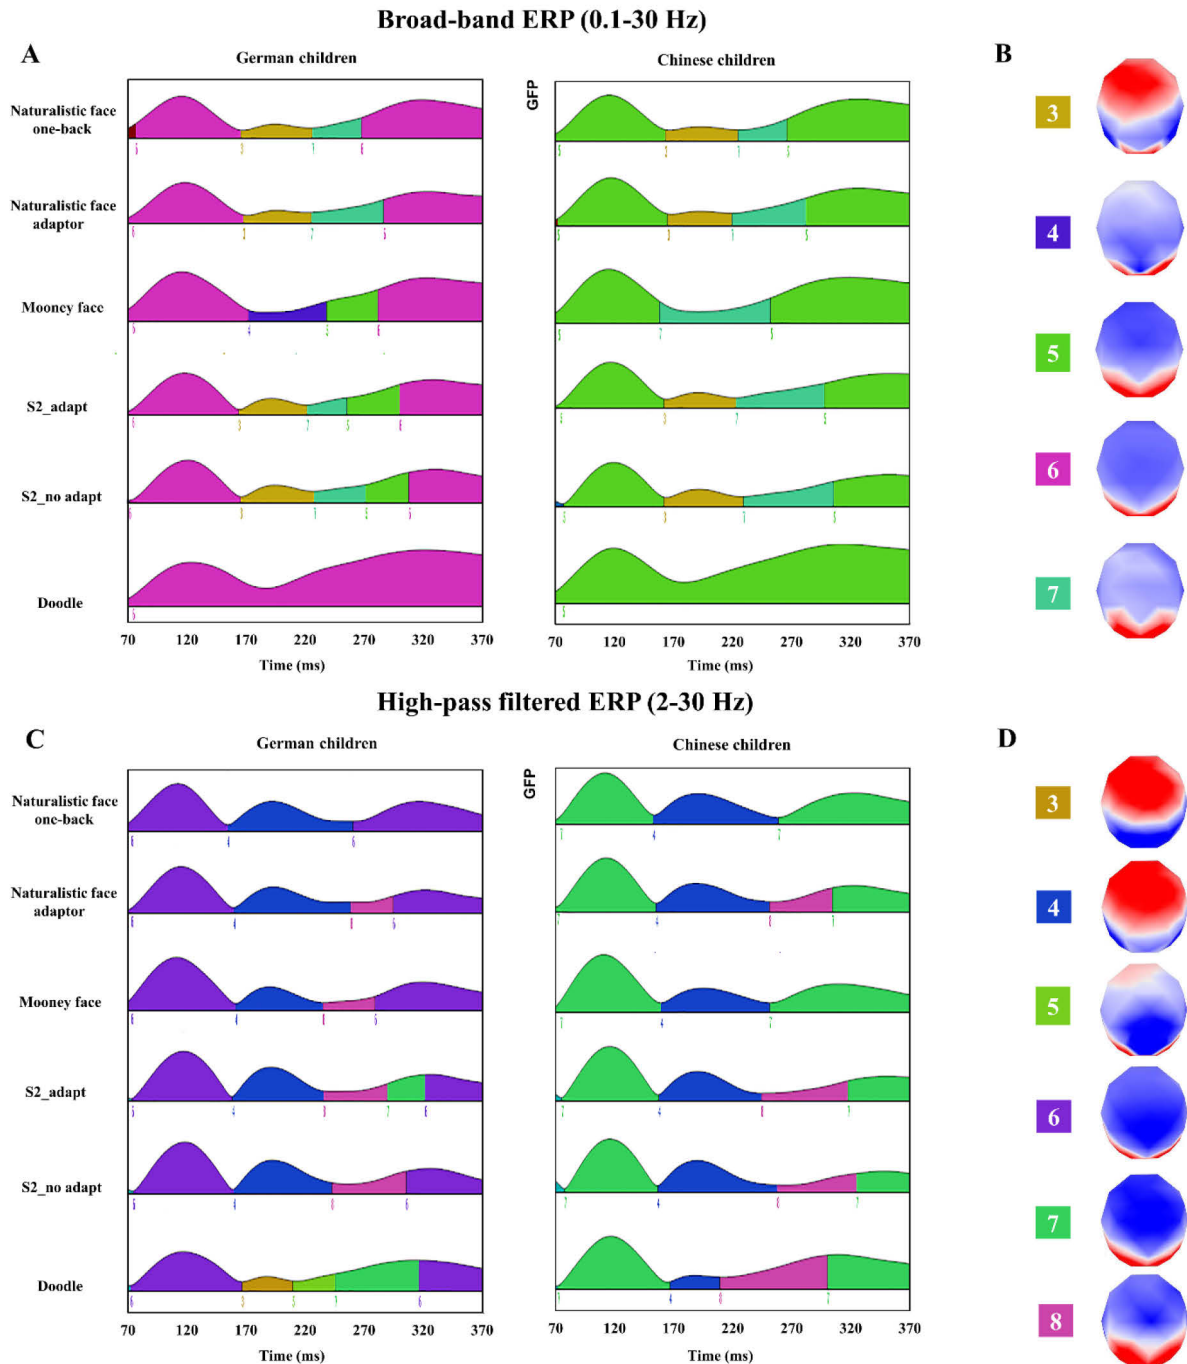 Broad-band ERP (0.1-30 Hz)
A
German children
Chinese children
B
GFP
Naturalistic face
one-back
Naturalistic face
adaptor
Mooney face
S2_adapt
S2_no adapt
Doodle
70 120 170 220 270 320 370
Time (ms)
70 120 170 220 270 320 370
Time (ms)
3
4
5
6
7
High-pass filtered ERP (2-30 Hz)
C
German children
Chinese children
D
GFP
Naturalistic face
one-back
Naturalistic face
adaptor
Mooney face
S2_adapt
S2_no adapt
Doodle
70 120 170 220 270 320 370
Time (ms)
70 120 170 220 270 320 370
Time (ms)
3
4
5
6
7
8